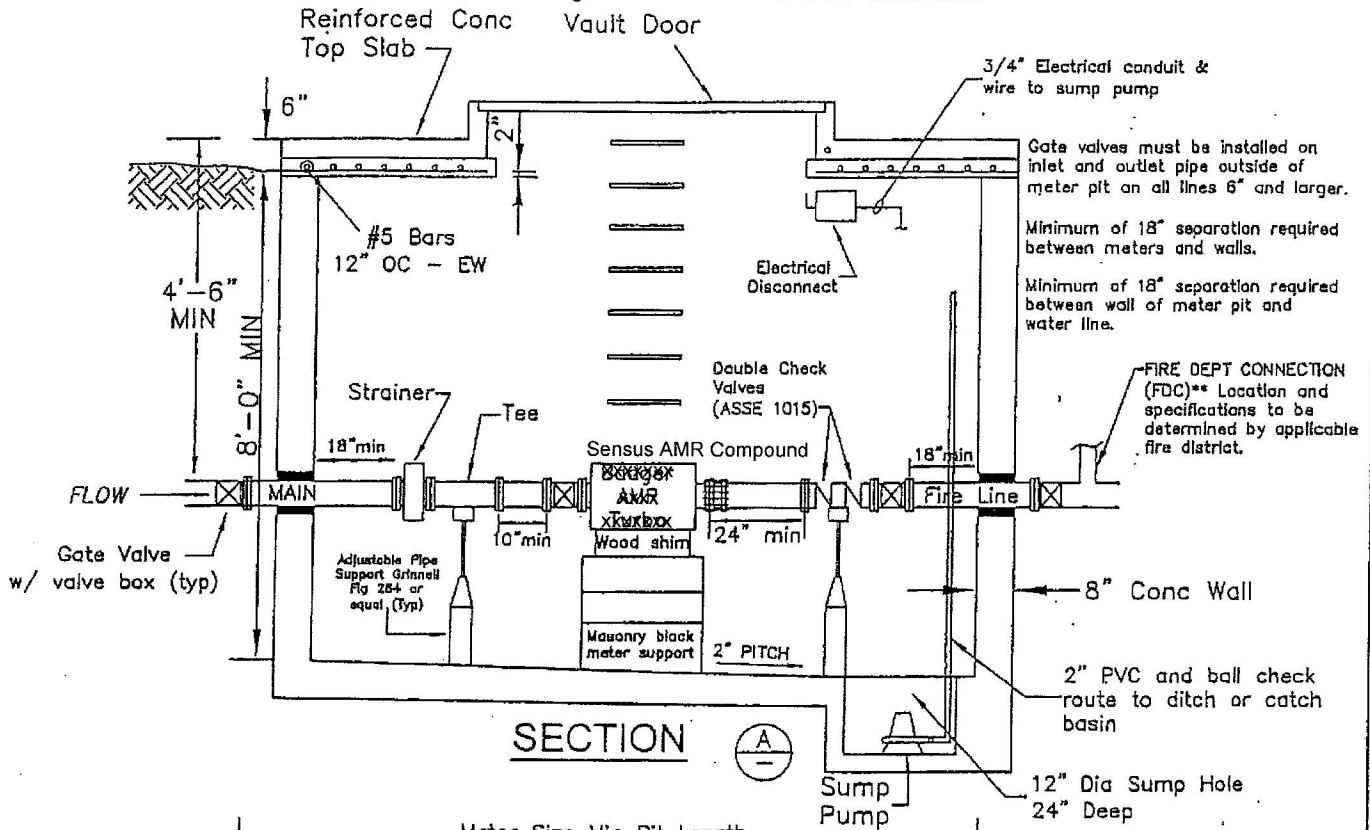 Reinforced Conc
Top Slab
Vault Door
3/4" Electrical conduit &
wire to sump pump
6"
2"
Gate valves must be installed on
inlet and outlet pipe outside of
meter pit on all lines 6" and larger.
#5 Bars
12" OC - EW
Minimum of 18" separation required
between meters and walls.
Electrical
Disconnect
4'-6"
MIN
8'-0" MIN
Minimum of 18" separation required
between wall of meter pit and
water line.
Double Check
Valves
(ASSE 1015)
FIRE DEPT CONNECTION
(FDC)** Location and
specifications to be
determined by applicable
fire district.
Strainer
Tee
18"min
Sensus AMR Compound
Badger
AMR
Turbo
18"min
FLOW
MAIN
Fire Line
10"min
Wood shim
24" min
Gate Valve
w/ valve box (typ)
Adjustable Pipe
Support Grinnell
Fig 264 or
equal (Typ)
8" Conc Wall
Masonry block
meter support
2" PITCH
2" PVC and ball check
route to ditch or catch
basin
SECTION
A
-
Sump
Pump
12" Dia Sump Hole
24" Deep